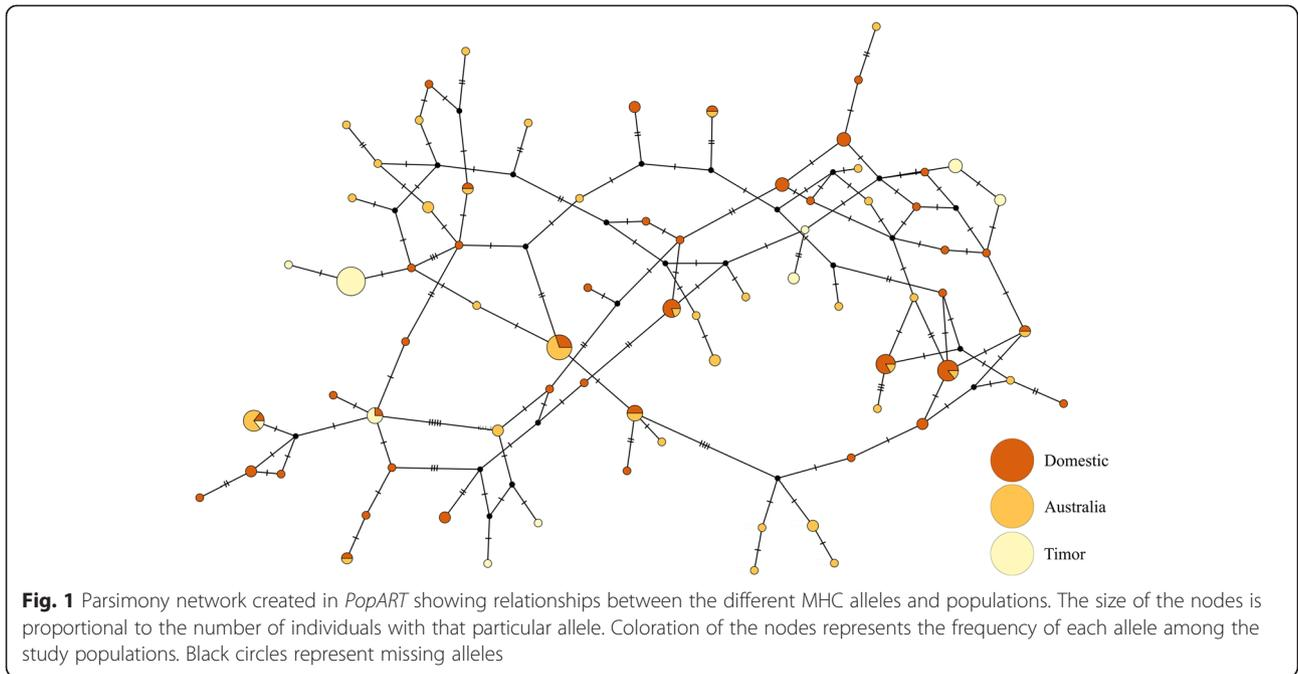 Domestic
Australia
Timor
Fig. 1 Parsimony network created in PopART showing relationships between the different MHC alleles and populations. The size of the nodes is
proportional to the number of individuals with that particular allele. Coloration of the nodes represents the frequency of each allele among the
study populations. Black circles represent missing alleles